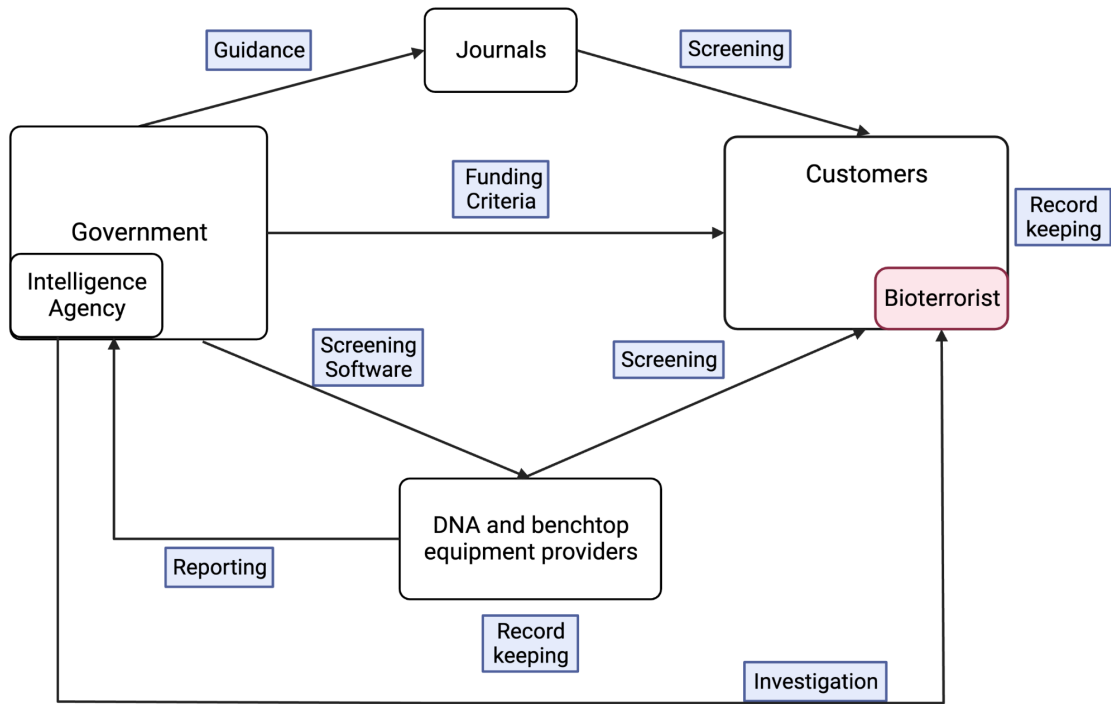 Guidance
Journals
Screening
Funding
Criteria
Customers
Record
keeping
Government
Intelligence
Agency
Bioterrorist
Screening
Software
Screening
DNA and benchtop
equipment providers
Reporting
Record
keeping
Investigation